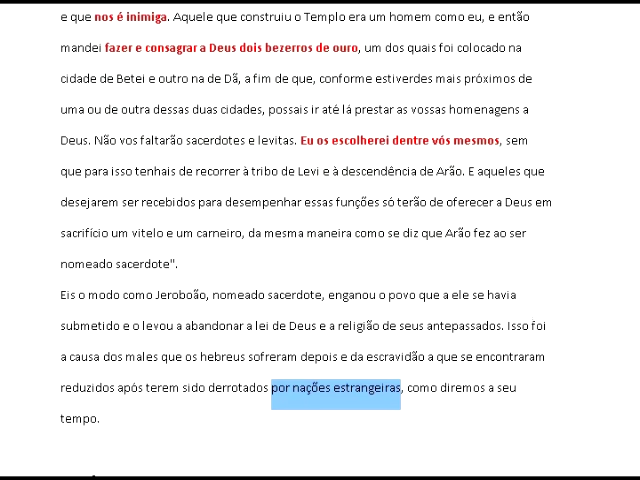 e que nos é inimiga. Aquele que construiu o Templo era um homem como eu, e então
mandei fazer e consagrar a Deus dois bezerros de ouro, um dos quais foi colocado na
cidade de Betei e outro na de Dã, a fim de que, conforme estiverdes mais próximos de
uma ou de outra dessas duas cidades, possais ir até lá prestar as vossas homenagens a
Deus. Não vos faltarão sacerdotes e levitas. Eu os escolherei dentre vós mesmos, sem
que para isso tenhais de recorrer à tribo de Levi e à descendência de Arão. E aqueles que
desejarem ser recebidos para desempenhar essas funções só terão de oferecer a Deus em
sacrifício um vitelo e um carneiro, da mesma maneira como se diz que Arão fez ao ser
nomeado sacerdote".
Eis o modo como Jeroboão, nomeado sacerdote, enganou o povo que a ele se havia
submetido e o levou a abandonar a lei de Deus e a religião de seus antepassados. Isso foi
a causa dos males que os hebreus sofreram depois e da escravidão a que se encontraram
reduzidos após terem sido derrotados por nações estrangeiras, como diremos a seu
tempo.